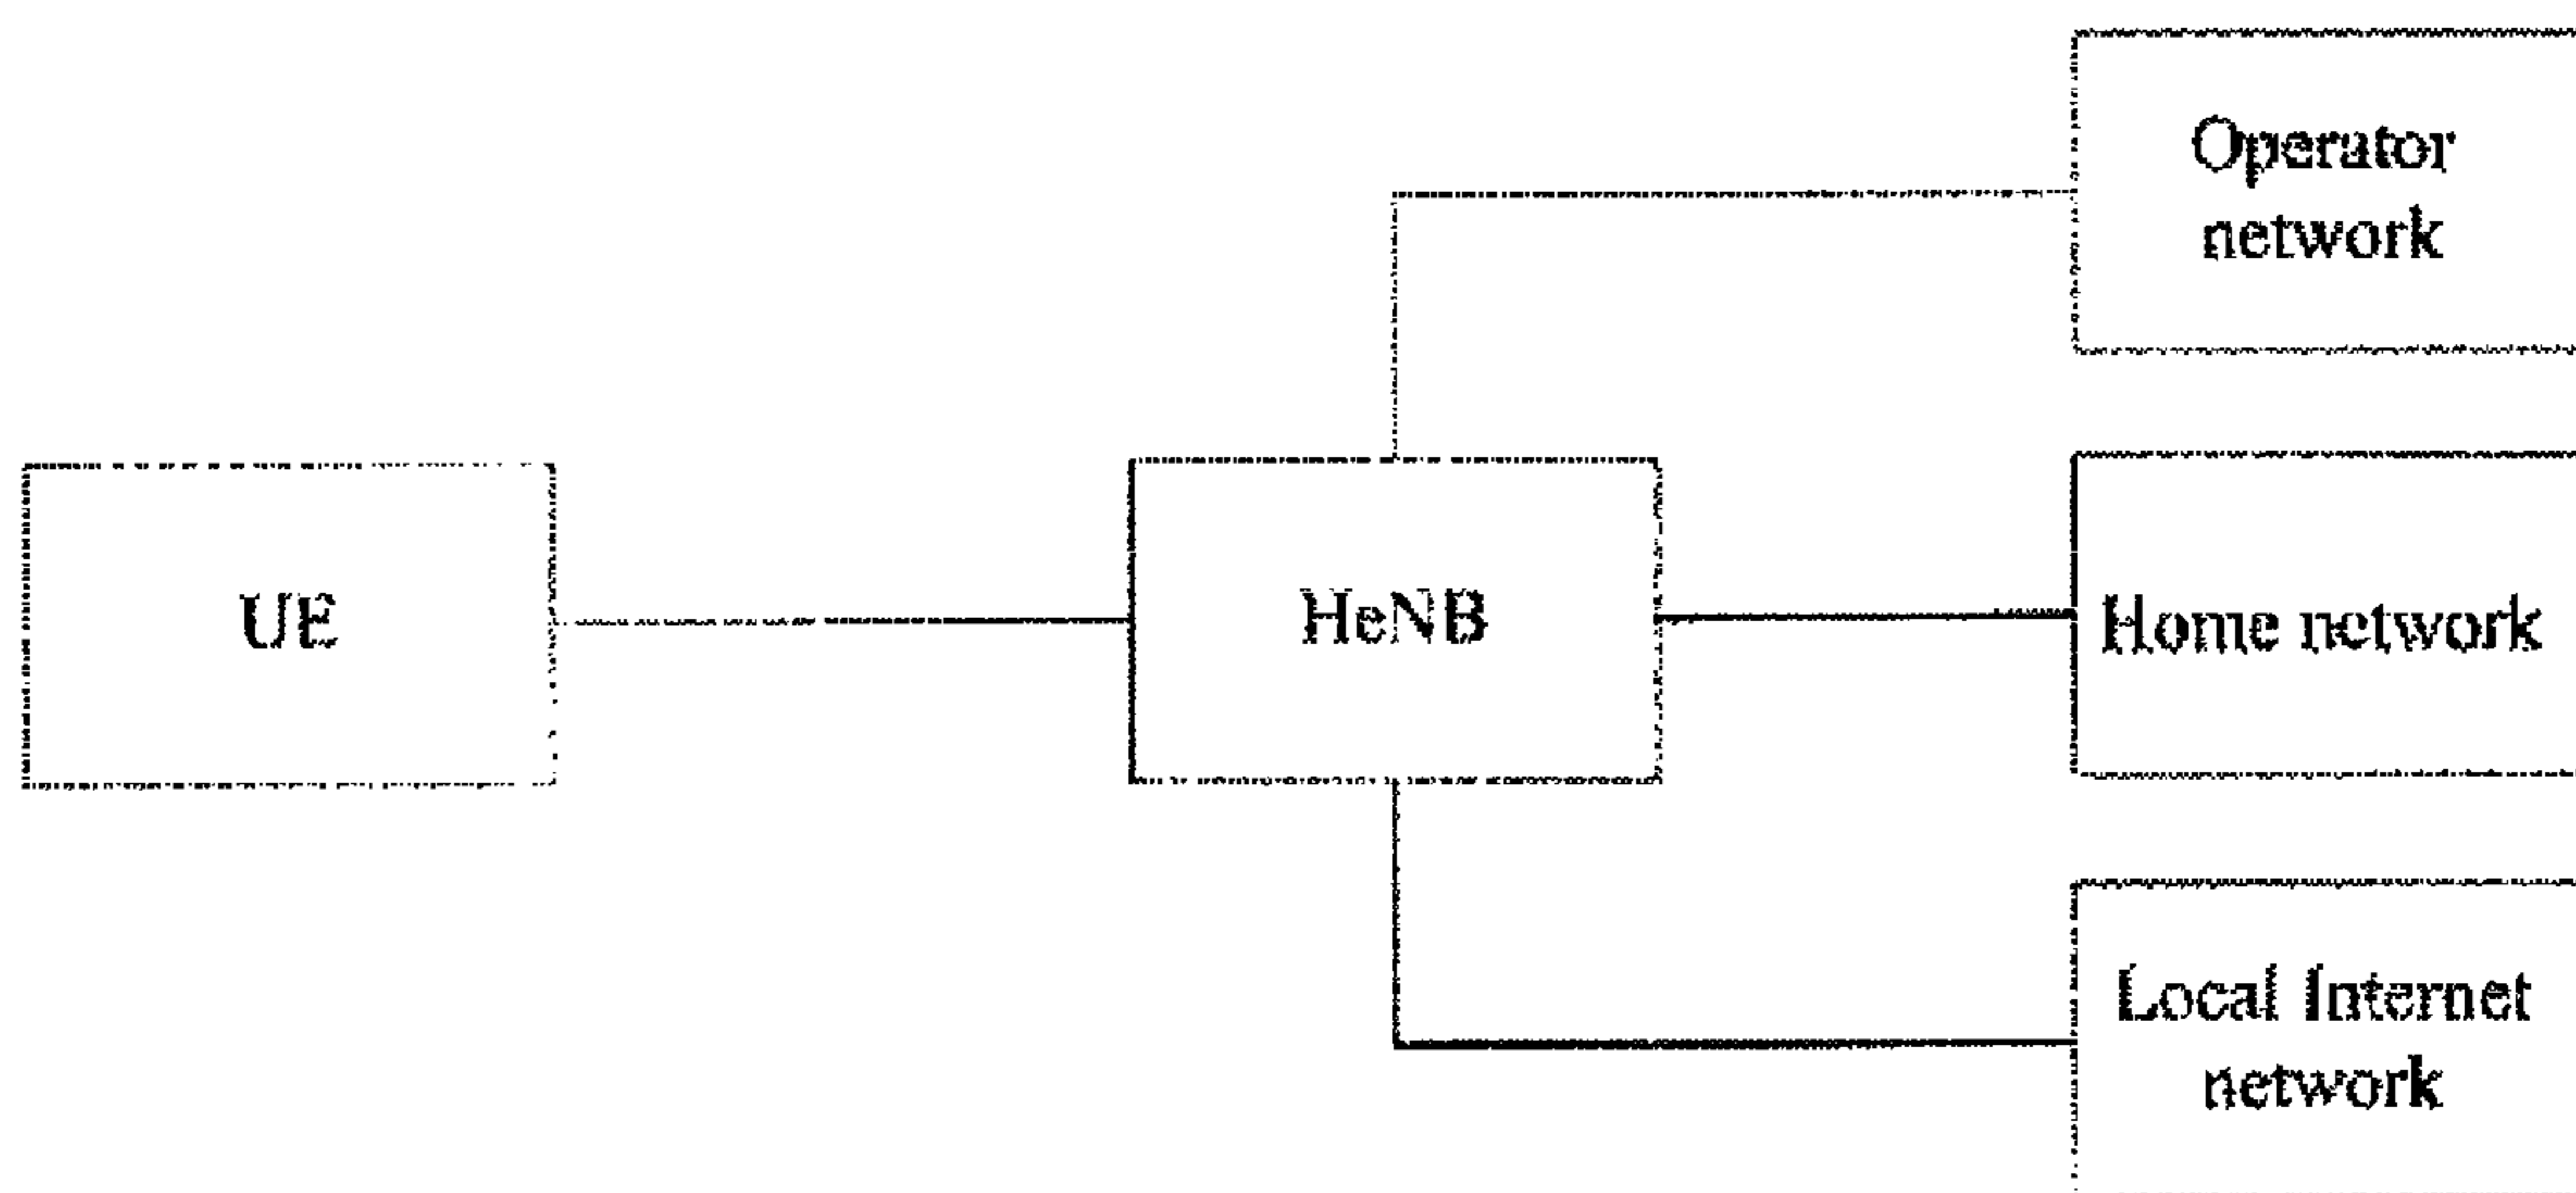 Operator
network
UE
HeNB
Home network
Local Internet
network